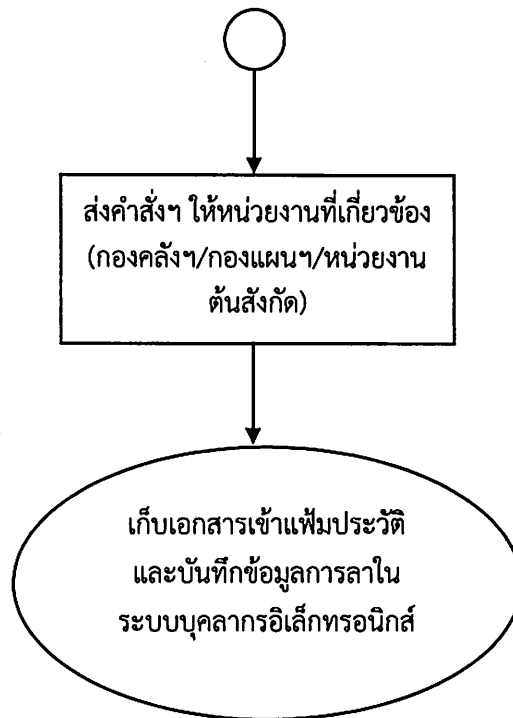 ส่งคำสั่งฯ ให้หน่วยงานที่เกี่ยวข้อง
(กองคลังฯ/กองแผนฯ/หน่วยงาน
ต้นสังกัด)
เก็บเอกสารเข้าแฟ้มประวัติ
และบันทึกข้อมูลการลาใน
ระบบบุคลากรอิเล็กทรอนิกส์